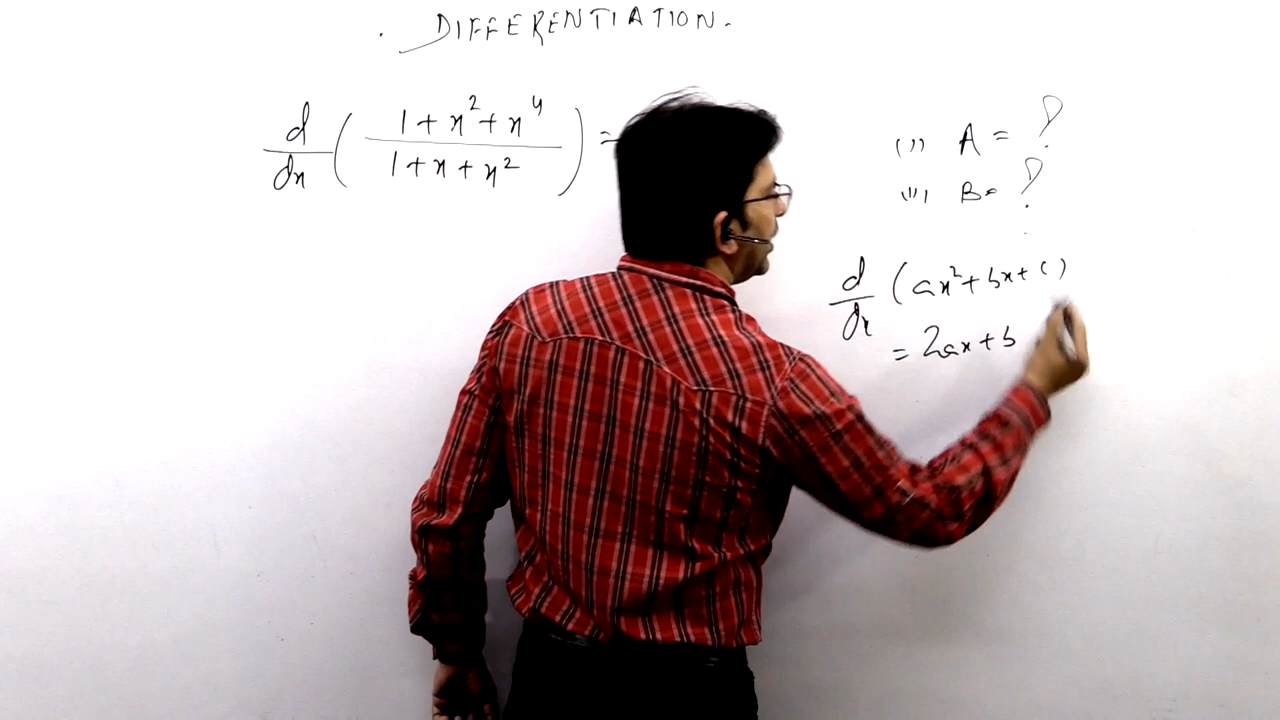 . DIFFERENTIATION.
d/dx ( (1 + x² + x⁴) / (1 + x + x²) ) =
(i) A = ?
(ii) B = ?
d/dx (ax² + bx + c)
= 2ax + b